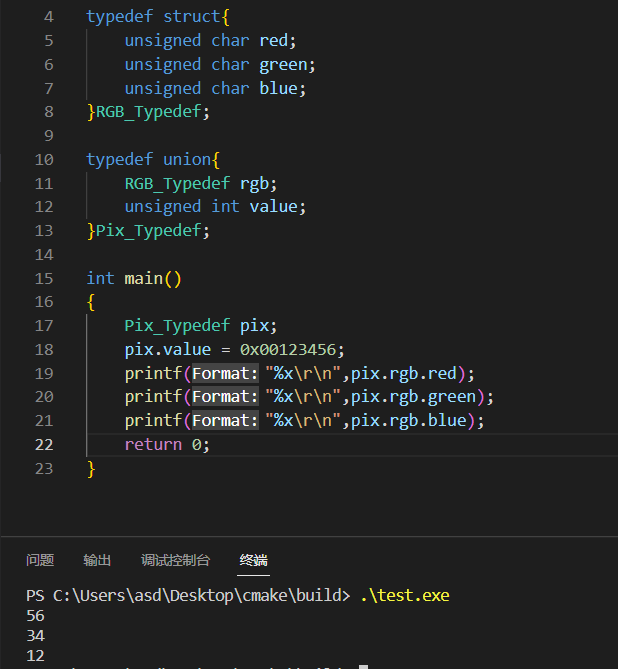 4 typedef struct{
5     unsigned char red;
6     unsigned char green;
7     unsigned char blue;
8 }RGB_Typedef;
9
10 typedef union{
11     RGB_Typedef rgb;
12     unsigned int value;
13 }Pix_Typedef;
14
15 int main()
16 {
17     Pix_Typedef pix;
18     pix.value = 0x00123456;
19     printf(Format: "%x\r\n",pix.rgb.red);
20     printf(Format: "%x\r\n",pix.rgb.green);
21     printf(Format: "%x\r\n",pix.rgb.blue);
22     return 0;
23 }
问题 输出 调试控制台 终端
PS C:\Users\asd\Desktop\cmake\build> .\test.exe
56
34
12